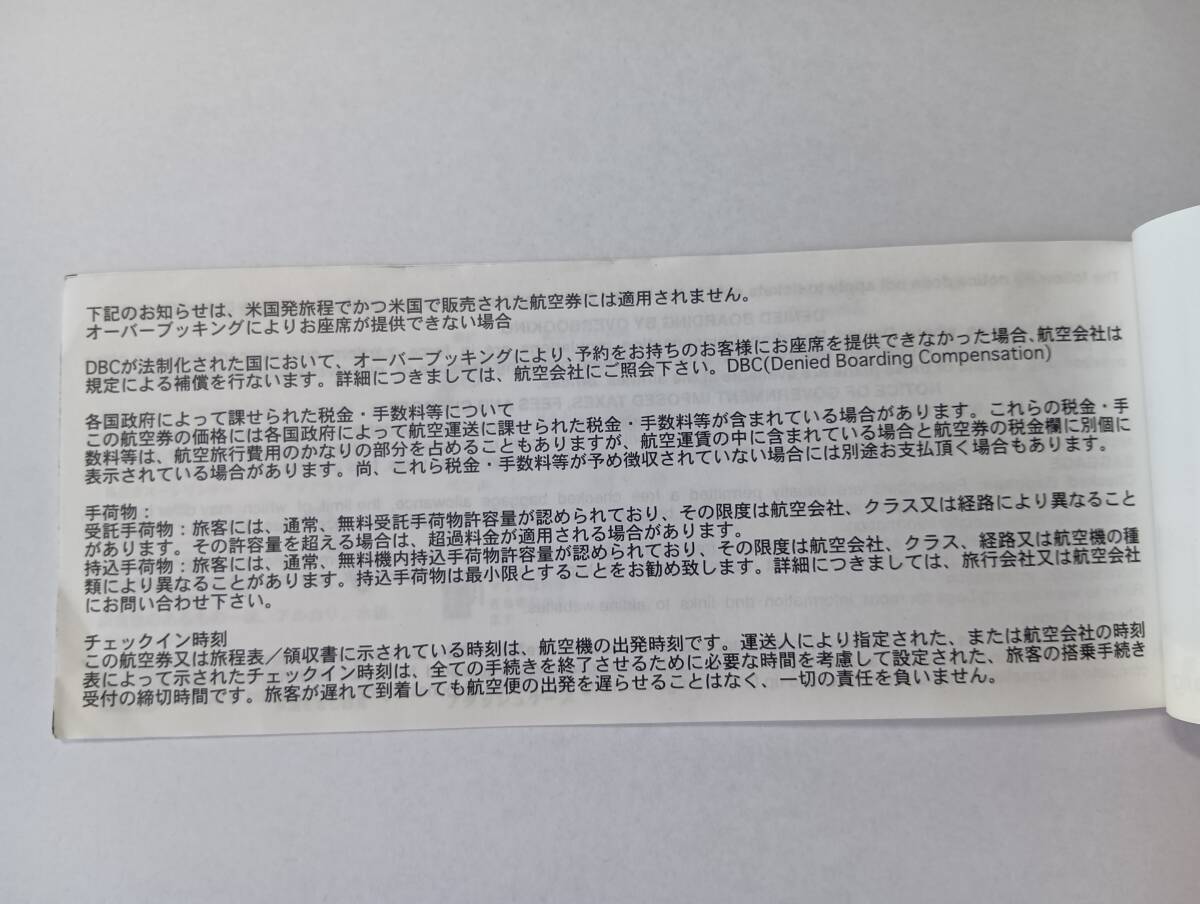 下記のお知らせは、米国発旅程でかつ米国で販売された航空券には適用されません。
オーバーブッキングによりお座席が提供できない場合
DBCが法制化された国において、オーバーブッキングにより、予約をお持ちのお客様にお座席を提供できなかった場合、航空会社は
規定による補償を行ないます。詳細につきましては、航空会社にご照会下さい。DBC(Denied Boarding Compensation)
各国政府によって課せられた税金・手数料等について
この航空券の価格には各国政府によって航空運送に課せられた税金・手数料等が含まれている場合があります。これらの税金・手
数料等は、航空旅行費用のかなりの部分を占めることもありますが、航空運賃の中に含まれている場合と航空券の税金欄に別個に
表示されている場合があります。尚、これら税金・手数料等が予め徴収されていない場合には別途お支払頂く場合もあります。
手荷物：
受託手荷物：旅客には、通常、無料受託手荷物許容量が認められており、その限度は航空会社、クラス又は経路により異なること
があります。その許容量を超える場合は、超過料金が適用される場合があります。
持込手荷物：旅客には、通常、無料機内持込手荷物許容量が認められており、その限度は航空会社、クラス、経路又は航空機の種
類により異なることがあります。持込手荷物は最小限とすることをお勧め致します。詳細につきましては、旅行会社又は航空会社
にお問い合わせ下さい。
チェックイン時刻
この航空券又は旅程表／領収書に示されている時刻は、航空機の出発時刻です。運送人により指定された、または航空会社の時刻
表によって示されたチェックイン時刻は、全ての手続きを終了させるために必要な時間を考慮して設定された、旅客の搭乗手続き
受付の締切時間です。旅客が遅れて到着しても航空便の出発を遅らせることはなく、一切の責任を負いません。